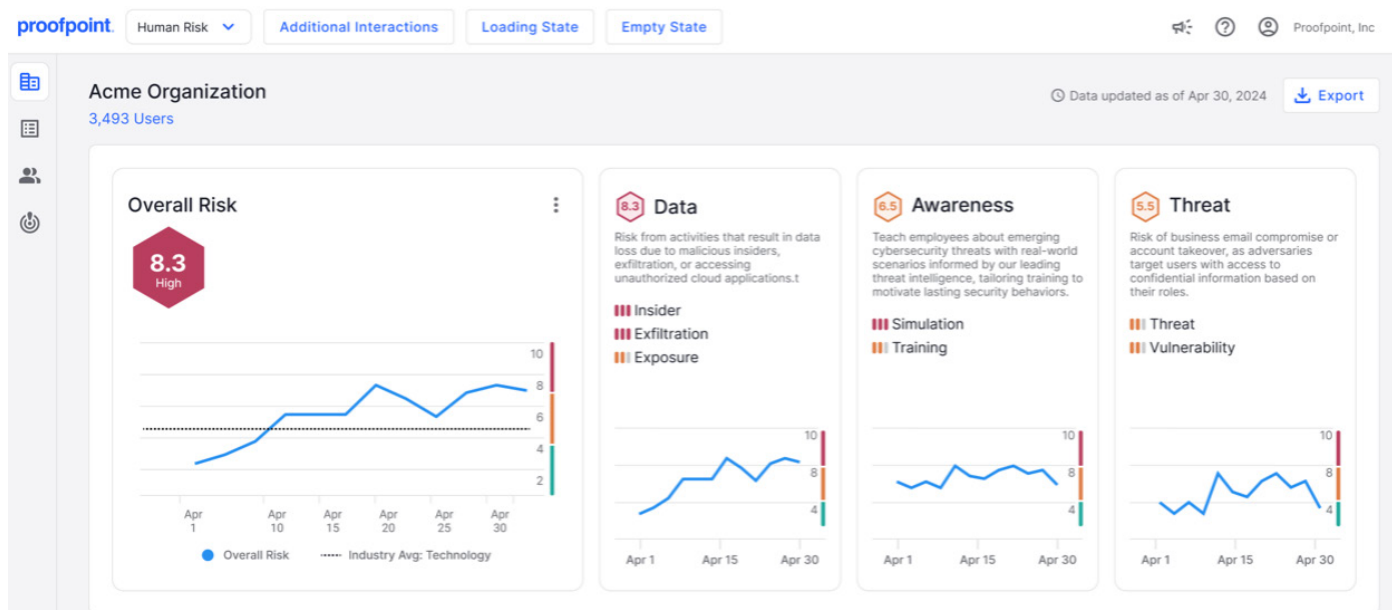 proofpoint.
Human Risk
Additional Interactions
Loading State
Empty State
Proofpoint, Inc
Acme Organization
3,493 Users
Data updated as of Apr 30, 2024
Export
Overall Risk
8.3
High
10
8
6
4
2
Apr 1
Apr 10
Apr 15
Apr 20
Apr 25
Apr 30
Overall Risk
Industry Avg: Technology
8.3
Data
Risk from activities that result in data
loss due to malicious insiders,
exfiltration, or accessing
unauthorized cloud applications.t
Insider
Exfiltration
Exposure
10
8
4
Apr 1
Apr 15
Apr 30
6.5
Awareness
Teach employees about emerging
cybersecurity threats with real-world
scenarios informed by our leading
threat intelligence, tailoring training to
motivate lasting security behaviors.
Simulation
Training
10
8
4
Apr 1
Apr 15
Apr 30
5.5
Threat
Risk of business email compromise or
account takeover, as adversaries
target users with access to
confidential information based on
their roles.
Threat
Vulnerability
10
8
4
Apr 1
Apr 15
Apr 30